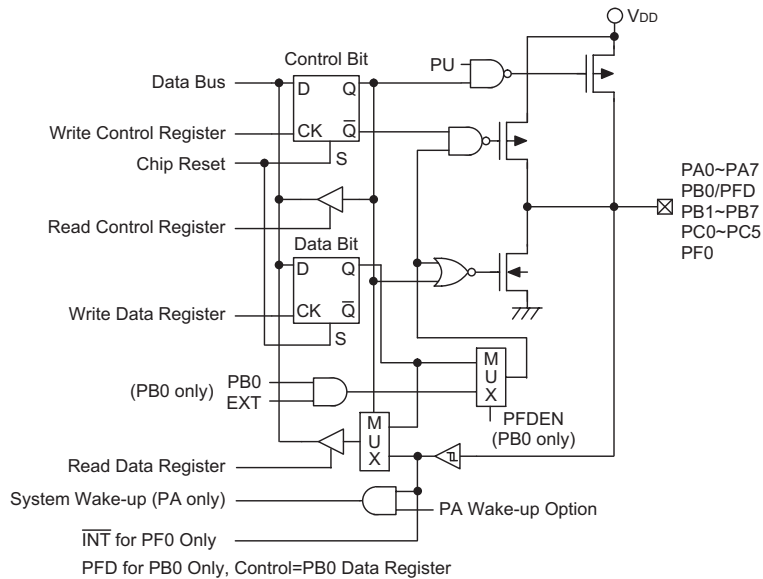 VDD
Control Bit
PU
Data Bus
D Q
Write Control Register
CK Q
Chip Reset
S
PA0~PA7
PB0/PFD
PB1~PB7
PC0~PC5
PF0
Read Control Register
Data Bit
D Q
Write Data Register
CK Q
S
(PB0 only)
PB0
EXT
M
U
X
PFDEN
(PB0 only)
M
U
X
Read Data Register
System Wake-up (PA only)
PA Wake-up Option
INT for PF0 Only
PFD for PB0 Only, Control=PB0 Data Register